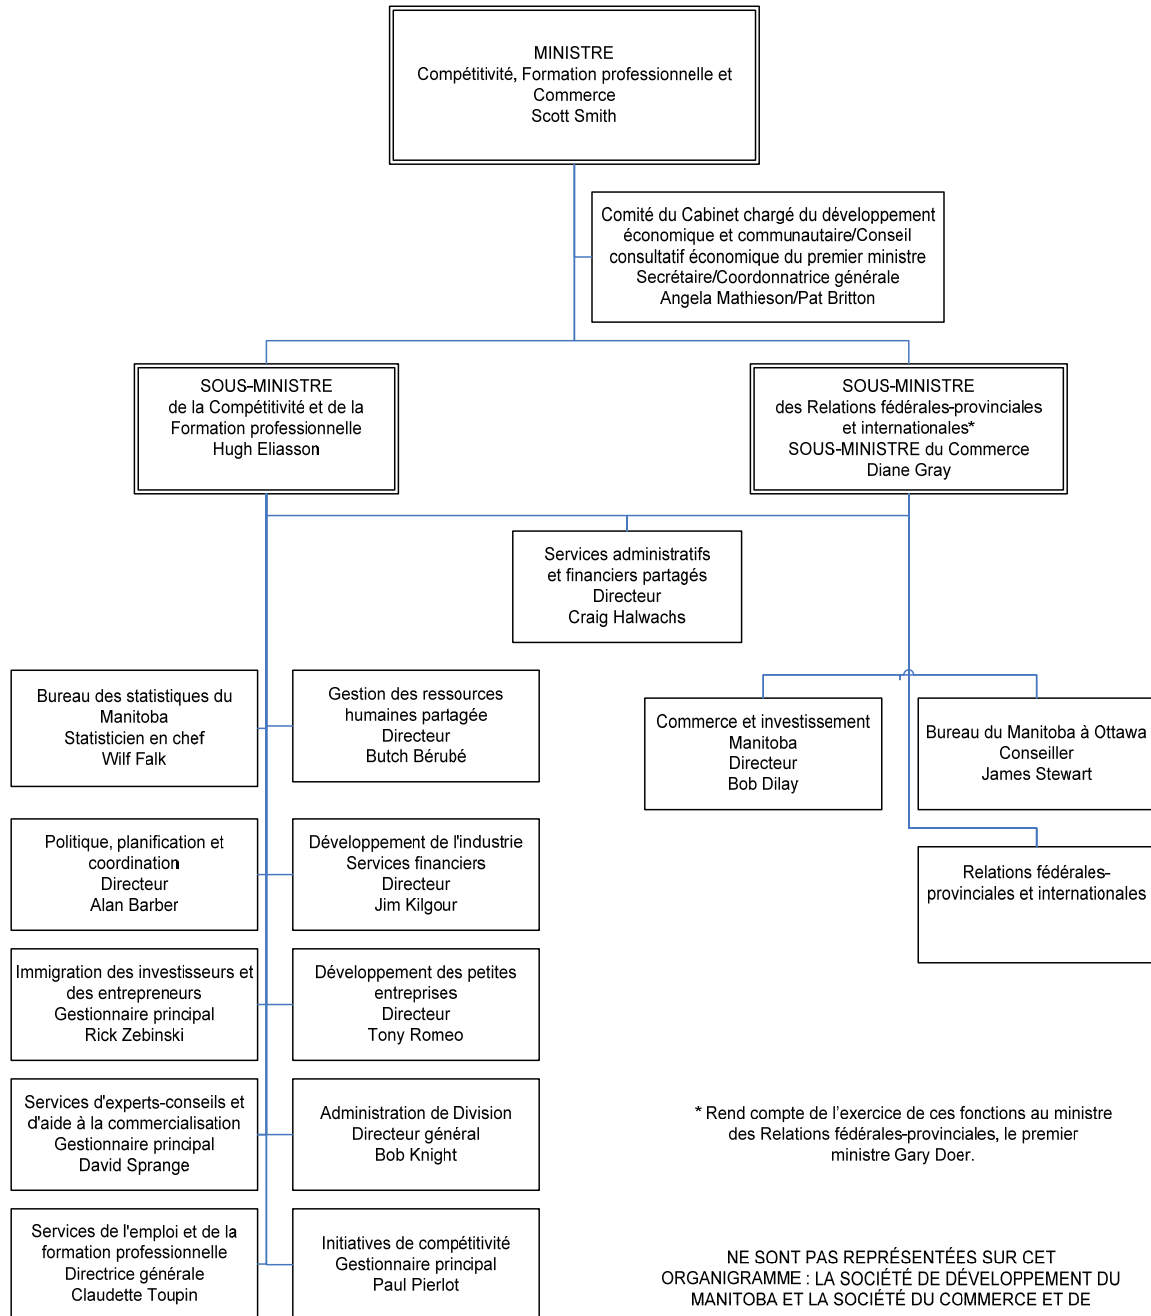 MINISTRE
Compétitivité, Formation professionnelle et
Commerce
Scott Smith
Comité du Cabinet chargé du développement
économique et communautaire/Conseil
consultatif économique du premier ministre
Secrétaire/Coordonnatrice générale
Angela Mathieson/Pat Britton
SOUS-MINISTRE
de la Compétitivité et de la
Formation professionnelle
Hugh Eliasson
SOUS-MINISTRE
des Relations fédérales-provinciales
et internationales*
SOUS-MINISTRE du Commerce
Diane Gray
Services administratifs
et financiers partagés
Directeur
Craig Halwachs
Bureau des statistiques du
Manitoba
Statisticien en chef
Wilf Falk
Gestion des ressources
humaines partagée
Directeur
Butch Bérubé
Commerce et investissement
Manitoba
Directeur
Bob Dilay
Bureau du Manitoba à Ottawa
Conseiller
James Stewart
Politique, planification et
coordination
Directeur
Alan Barber
Développement de l'industrie
Services financiers
Directeur
Jim Kilgour
Relations fédérales-
provinciales et internationales
Immigration des investisseurs et
des entrepreneurs
Gestionnaire principal
Rick Zebinski
Développement des petites
entreprises
Directeur
Tony Romeo
Services d'experts-conseils et
d'aide à la commercialisation
Gestionnaire principal
David Sprange
Administration de Division
Directeur général
Bob Knight
* Rend compte de l'exercice de ces fonctions au ministre
des Relations fédérales-provinciales, le premier
ministre Gary Doer.
Services de l'emploi et de la
formation professionnelle
Directrice générale
Claudette Toupin
Initiatives de compétitivité
Gestionnaire principal
Paul Pierlot
NE SONT PAS REPRÉSENTÉES SUR CET
ORGANIGRAMME : LA SOCIÉTÉ DE DÉVELOPPEMENT DU
MANITOBA ET LA SOCIÉTÉ DU COMMERCE ET DE